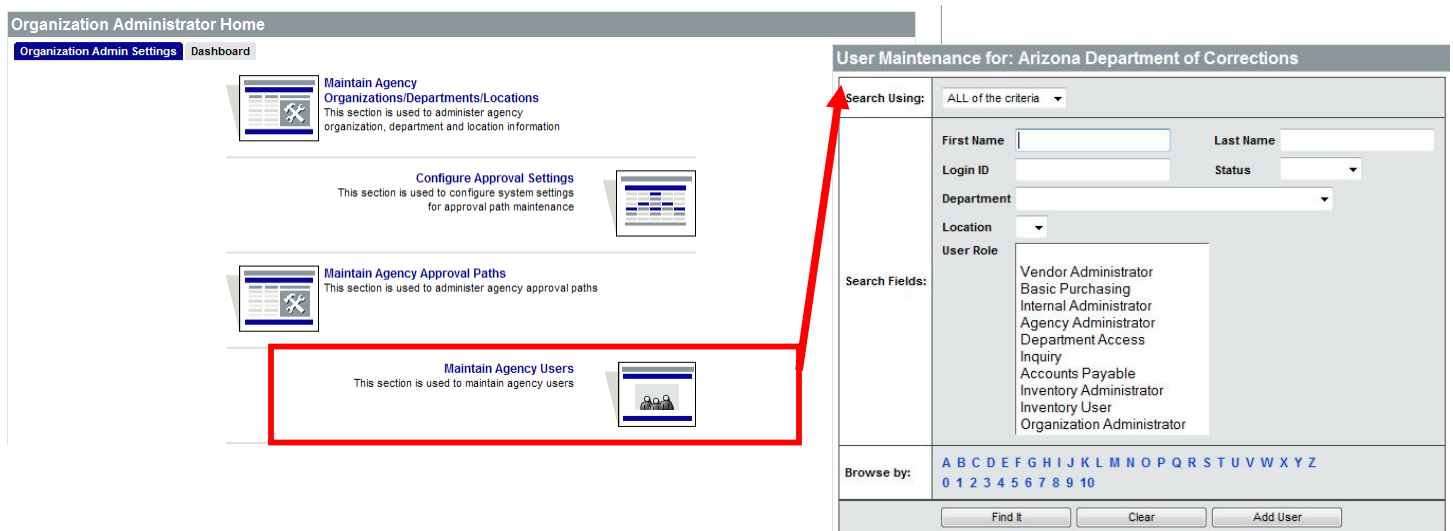 Organization Administrator Home
Organization Admin Settings Dashboard
Maintain Agency
Organizations/Departments/Locations
This section is used to administer agency
organization, department and location information
Configure Approval Settings
This section is used to configure system settings
for approval path maintenance
Maintain Agency Approval Paths
This section is used to administer agency approval paths
Maintain Agency Users
This section is used to maintain agency users
User Maintenance for: Arizona Department of Corrections
Search Using: ALL of the criteria
Search Fields:
First Name Last Name
Login ID Status
Department
Location
User Role
Vendor Administrator
Basic Purchasing
Internal Administrator
Agency Administrator
Department Access
Inquiry
Accounts Payable
Inventory Administrator
Inventory User
Organization Administrator
Browse by:
A B C D E F G H I J K L M N O P Q R S T U V W X Y Z
0 1 2 3 4 5 6 7 8 9 10
Find It Clear Add User